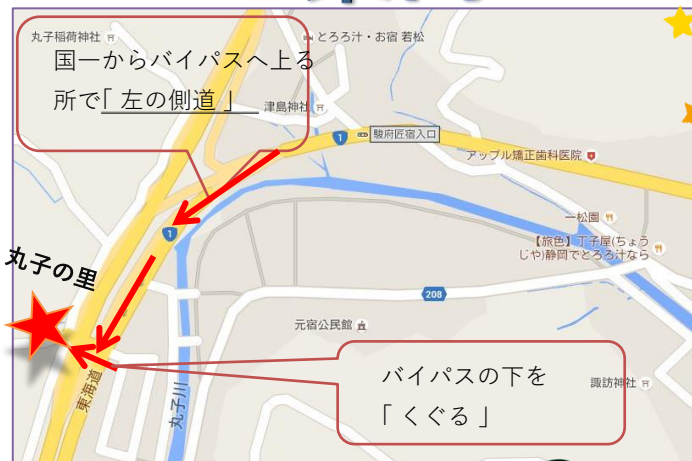 丸子稲荷神社
とろろ汁・お宿 若松
国一からバイパスへ上る
所で「左の側道」
津島神社
1
駿府匠宿入口
アップル矯正歯科医院
一松園
【旅色】丁子屋(ちょう
じや)静岡でとろろ汁なら
1
丸子の里
208
元宿公民館
バイパスの下を
「くぐる」
諏訪神社
東海道
丸子川